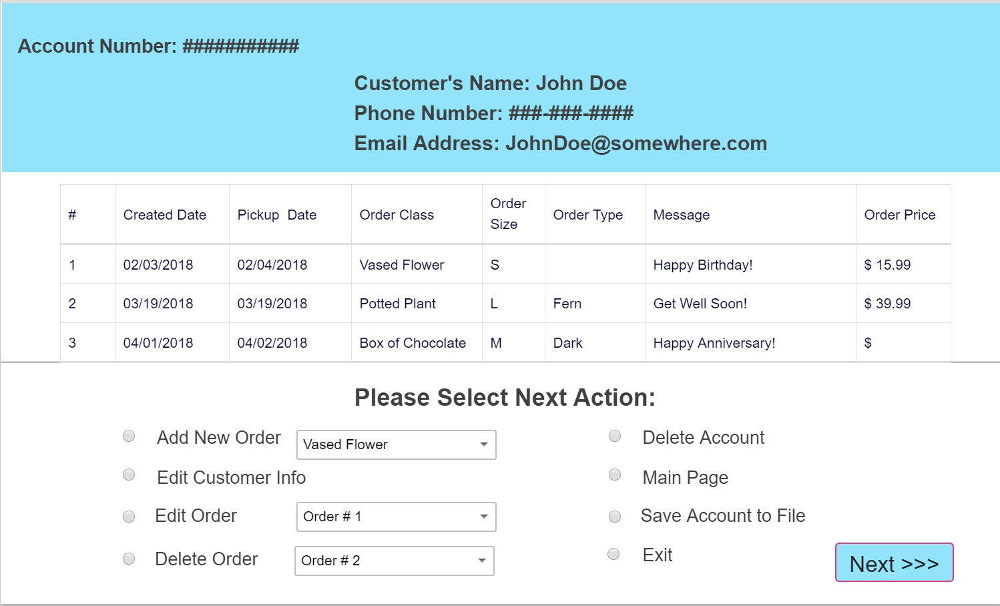 Account Number: ###########
Customer's Name: John Doe
Phone Number: ###-###-####
Email Address: JohnDoe@somewhere.com
# Created Date Pickup Date Order Class Order Size Order Type Message Order Price
1 02/03/2018 02/04/2018 Vased Flower S Happy Birthday! $ 15.99
2 03/19/2018 03/19/2018 Potted Plant L Fern Get Well Soon! $ 39.99
3 04/01/2018 04/02/2018 Box of Chocolate M Dark Happy Anniversary! $
Please Select Next Action:
Add New Order Vased Flower Delete Account
Edit Customer Info Main Page
Edit Order Order # 1 Save Account to File
Delete Order Order # 2 Exit
Next >>>